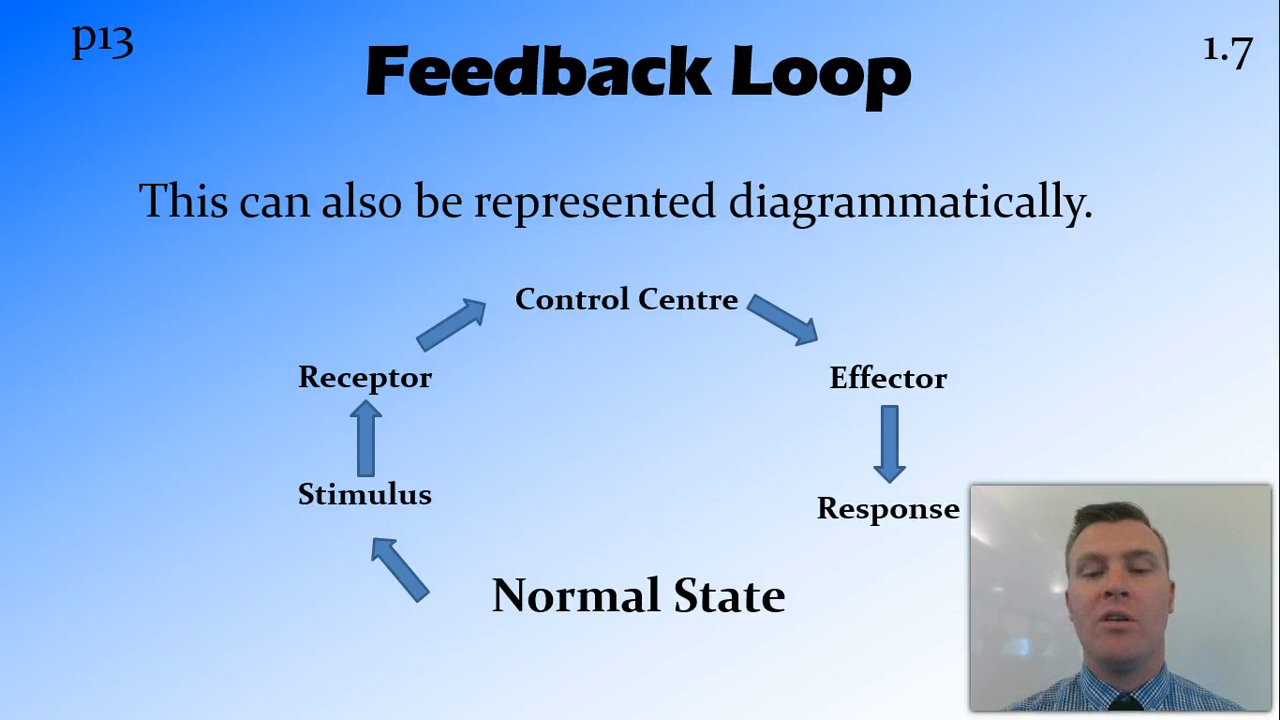 p13
1.7
Feedback Loop
This can also be represented diagrammatically.
Control Centre
Receptor
Effector
Stimulus
Response
Normal State